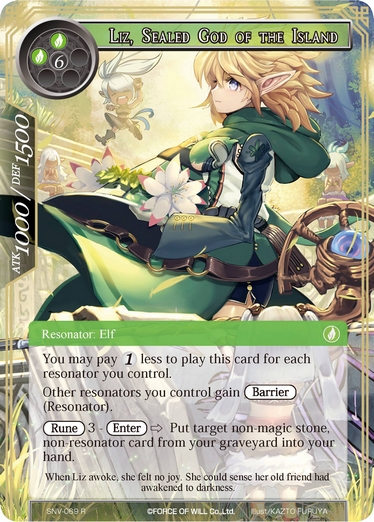 Liz, Sealed God of the Island
6
ATK 1000 / DEF 1500
Resonator: Elf
You may pay 1 less to play this card for each
resonator you control.
Other resonators you control gain Barrier
(Resonator).
Rune 3 - Enter ⇨ Put target non-magic stone,
non-resonator card from your graveyard into your
hand.
When Liz awoke, she felt no joy. She could sense her old friend had
awakened to darkness.
SNV-069 R ©FORCE OF WILL Co.,Ltd. Illust/KAZTO FURUYA